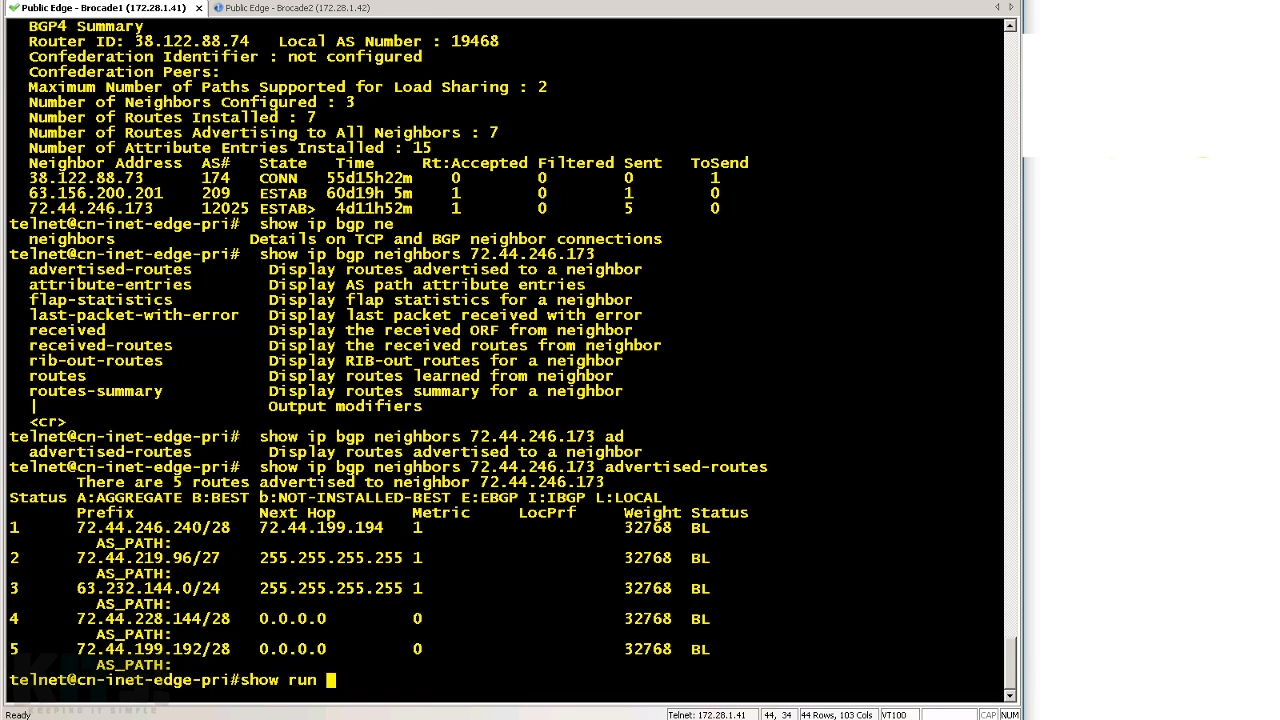 Public Edge - Brocade1 (172.28.1.41) × Public Edge - Brocade2 (172.28.1.42)
BGP4 Summary
Router ID: 38.122.88.74   Local AS Number : 19468
Confederation Identifier : not configured
Confederation Peers:
Maximum Number of Paths Supported for Load Sharing : 2
Number of Neighbors Configured : 3
Number of Routes Installed : 7
Number of Routes Advertising to All Neighbors : 7
Number of Attribute Entries Installed : 15
Neighbor Address  AS#   State   Time   Rt:Accepted Filtered Sent   ToSend
38.122.88.73   174   CONN   55d15h22m   0   0   0   1
63.156.200.201   209   ESTAB   60d19h 5m   1   0   1   0
72.44.246.173   12025 ESTAB>   4d11h52m   1   0   5   0
telnet@cn-inet-edge-pri#  show ip bgp ne
neighbors   Details on TCP and BGP neighbor connections
telnet@cn-inet-edge-pri#  show ip bgp neighbors 72.44.246.173
advertised-routes   Display routes advertised to a neighbor
attribute-entries   Display AS path attribute entries
flap-statistics   Display flap statistics for a neighbor
last-packet-with-error   Display last packet received with error
received   Display the received ORF from neighbor
received-routes   Display the received routes from neighbor
rib-out-routes   Display RIB-out routes for a neighbor
routes   Display routes learned from neighbor
routes-summary   Display routes summary for a neighbor
|   Output modifiers
<cr>
telnet@cn-inet-edge-pri#  show ip bgp neighbors 72.44.246.173 ad
advertised-routes   Display routes advertised to a neighbor
telnet@cn-inet-edge-pri#  show ip bgp neighbors 72.44.246.173 advertised-routes
There are 5 routes advertised to neighbor 72.44.246.173
Status A:AGGREGATE B:BEST b:NOT-INSTALLED-BEST E:EBGP I:IBGP L:LOCAL
Prefix   Next Hop   Metric   LocPrf   Weight Status
1   72.44.246.240/28   72.44.199.194   1   32768   BL
AS_PATH:
2   72.44.219.96/27   255.255.255.255 1   32768   BL
AS_PATH:
3   63.232.144.0/24   255.255.255.255 1   32768   BL
AS_PATH:
4   72.44.228.144/28   0.0.0.0   0   32768   BL
AS_PATH:
5   72.44.199.192/28   0.0.0.0   0   32768   BL
AS_PATH:
telnet@cn-inet-edge-pri#show run
KEEPING IT SIMPLE
Ready   Telnet: 172.28.1.41   44, 34   44 Rows, 103 Cols   VT100   CAP NUM